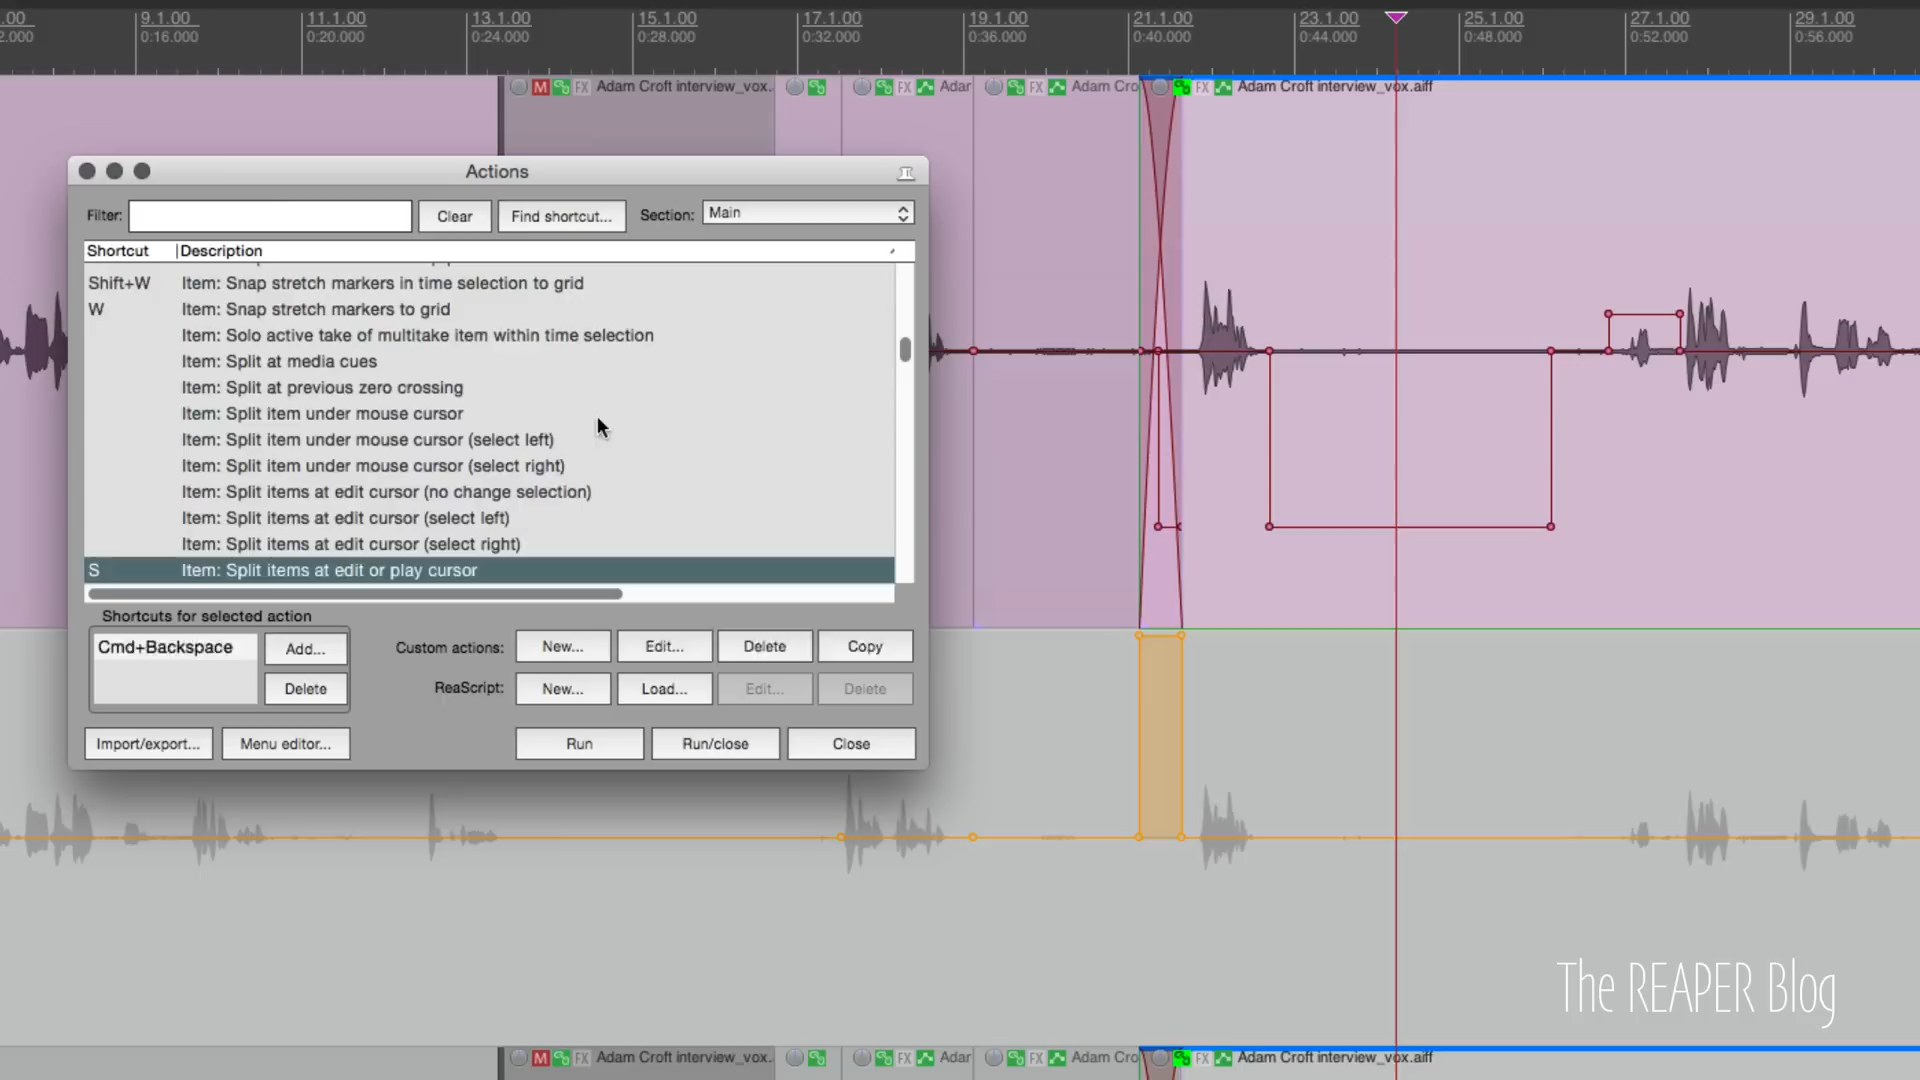 .00 9.1.00 11.1.00 13.1.00 15.1.00 17.1.00 19.1.00 21.1.00 23.1.00 25.1.00 27.1.00 29.1.00
2.000 0:16.000 0:20.000 0:24.000 0:28.000 0:32.000 0:36.000 0:40.000 0:44.000 0:48.000 0:52.000 0:56.000
M FX Adam Croft interview_vox. FX Adar FX Adam Cro FX Adam Croft interview_vox.aiff
Actions
Filter: Clear Find shortcut... Section: Main
Shortcut Description
Shift+W Item: Snap stretch markers in time selection to grid
W Item: Snap stretch markers to grid
Item: Solo active take of multitake item within time selection
Item: Split at media cues
Item: Split at previous zero crossing
Item: Split item under mouse cursor
Item: Split item under mouse cursor (select left)
Item: Split item under mouse cursor (select right)
Item: Split items at edit cursor (no change selection)
Item: Split items at edit cursor (select left)
Item: Split items at edit cursor (select right)
S Item: Split items at edit or play cursor
Shortcuts for selected action
Cmd+Backspace Add... Custom actions: New... Edit... Delete Copy
Delete ReaScript: New... Load... Edit... Delete
Import/export... Menu editor... Run Run/close Close
The REAPER Blog
M FX Adam Croft interview_vox. FX Adar FX Adam Cro FX Adam Croft interview_vox.aiff